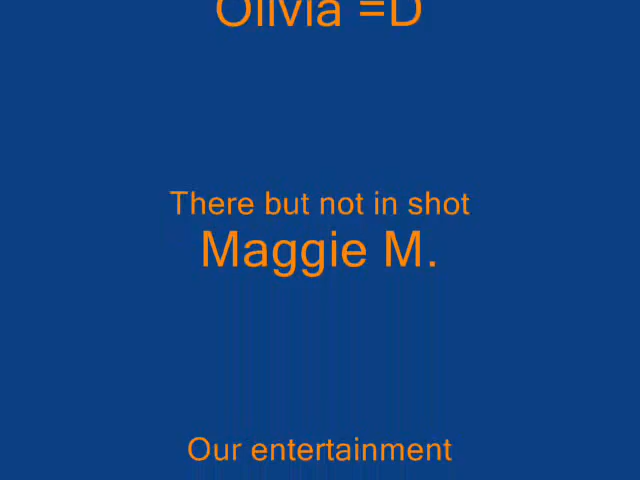 Olivia =D
There but not in shot
Maggie M.
Our entertainment